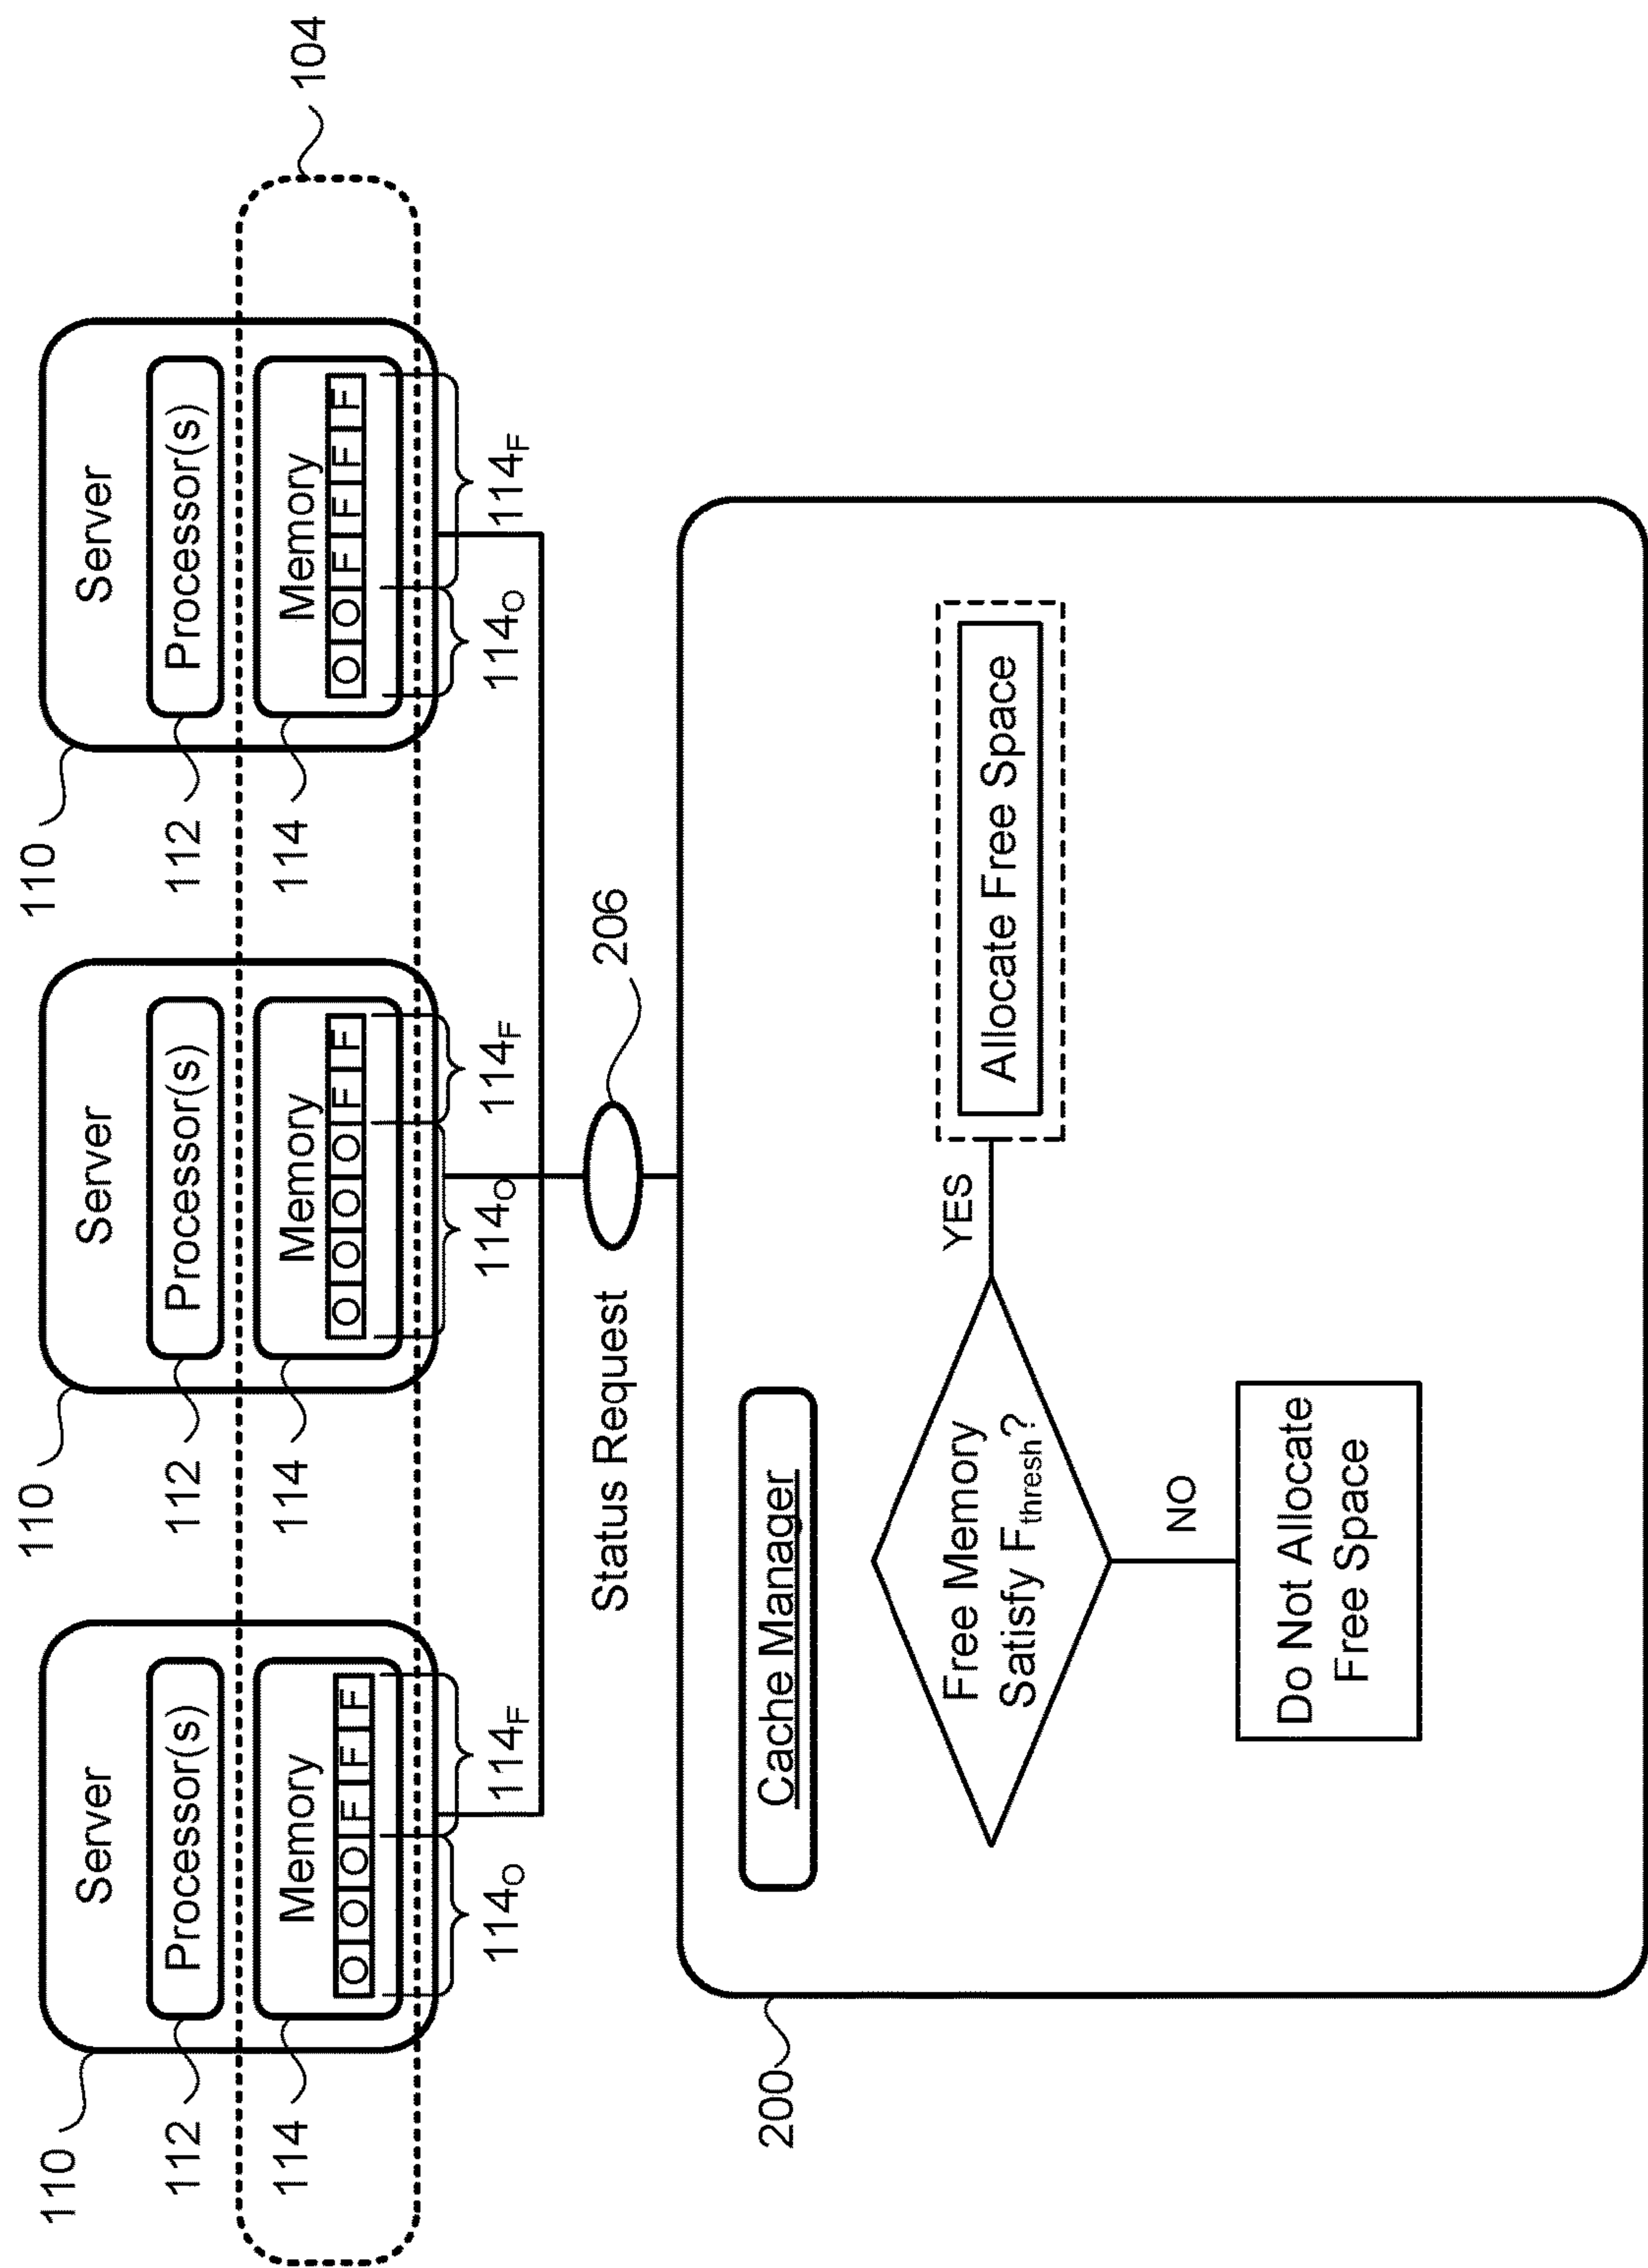 110
Server
110
Server
110
Server
112
Processor(s)
112
Processor(s)
112
Processor(s)
104
114
Memory
O O O F F F
114
Memory
O O O O F F
114
Memory
O O F F F F
114O
114F
114O
114F
114O
114F
Status Request
206
200
Cache Manager
Free Memory
Satisfy Fthresh?
YES
Allocate Free Space
NO
Do Not Allocate
Free Space